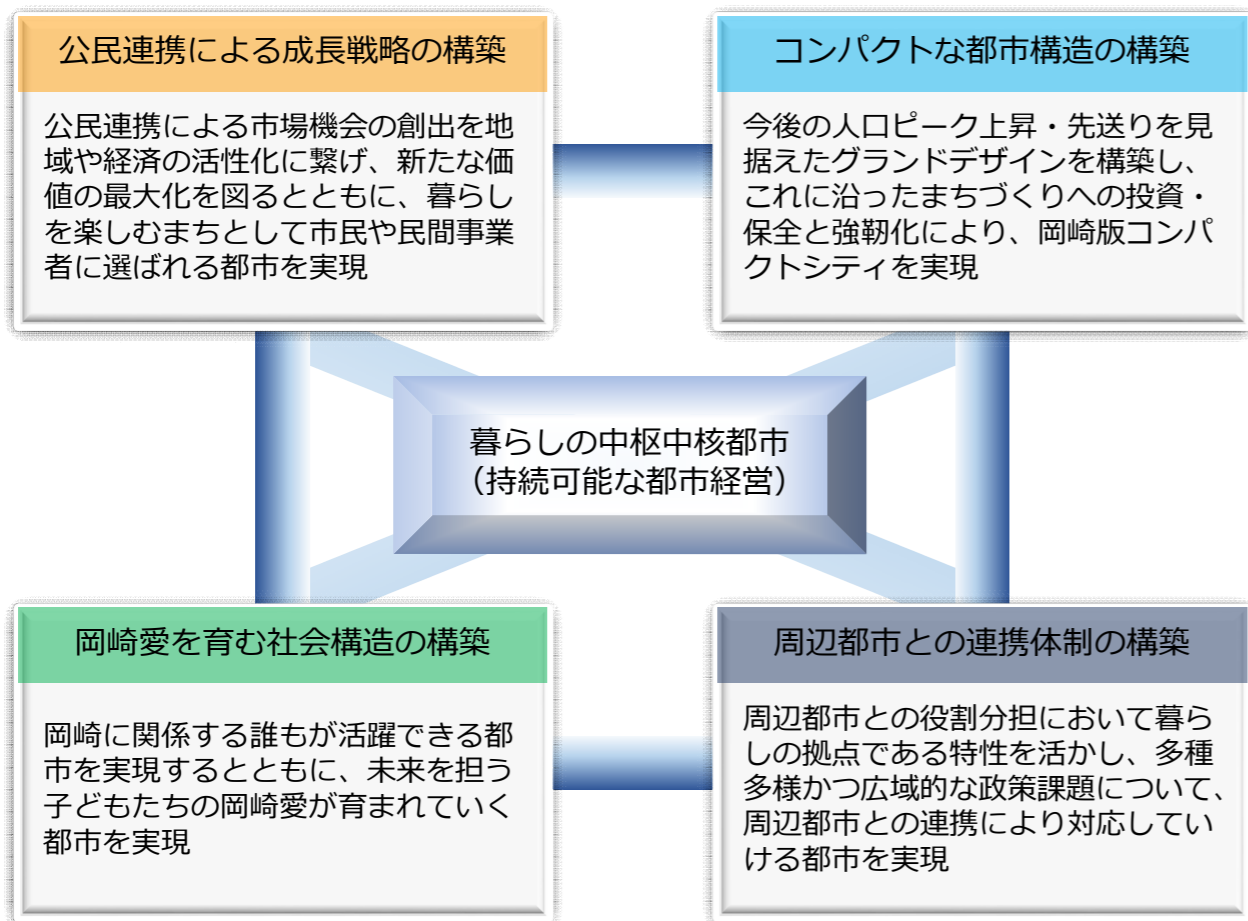 公民連携による成長戦略の構築
公民連携による市場機会の創出を地
域や経済の活性化に繋げ、新たな価
値の最大化を図るとともに、暮らし
を楽しむまちとして市民や民間事業
者に選ばれる都市を実現
コンパクトな都市構造の構築
今後の人口ピーク上昇・先送りを見
据えたグランドデザインを構築し、
これに沿ったまちづくりへの投資・
保全と強靭化により、岡崎版コンパ
クトシティを実現
暮らしの中枢中核都市
（持続可能な都市経営）
岡崎愛を育む社会構造の構築
岡崎に関係する誰もが活躍できる都
市を実現するとともに、未来を担う
子どもたちの岡崎愛が育まれていく
都市を実現
周辺都市との連携体制の構築
周辺都市との役割分担において暮ら
しの拠点である特性を活かし、多種
多様かつ広域的な政策課題について、
周辺都市との連携により対応してい
ける都市を実現